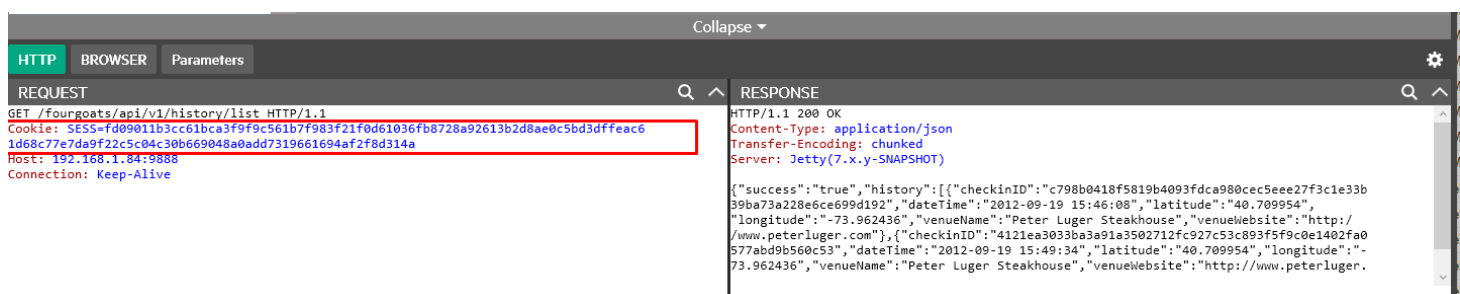 Collapse
HTTP BROWSER Parameters
REQUEST
GET /fourgoats/api/v1/history/list HTTP/1.1
Cookie: SESS=fd09011b3cc61bca3f9f9c561b7f983f21f0d61036fb8728a92613b2d8ae0c5bd3dffeac6
1d68c77e7da9f22c5c04c30b669048a0add7319661694af2f8d314a
Host: 192.168.1.84:9888
Connection: Keep-Alive
RESPONSE
HTTP/1.1 200 OK
Content-Type: application/json
Transfer-Encoding: chunked
Server: Jetty(7.x.y-SNAPSHOT)
{"success":"true","history":[{"checkinID":"c798b0418f5819b4093fdca980cec5eee27f3c1e33b
39ba73a228e6ce699d192","dateTime":"2012-09-19 15:46:08","latitude":"40.709954",
"longitude":"-73.962436","venueName":"Peter Luger Steakhouse","venueWebsite":"http:/
/www.peterluger.com"},{"checkinID":"4121ea3033ba3a91a3502712fc927c53c893f5f9c0e1402fa0
577abd9b560c53","dateTime":"2012-09-19 15:49:34","latitude":"40.709954","longitude":"-
73.962436","venueName":"Peter Luger Steakhouse","venueWebsite":"http://www.peterluger.